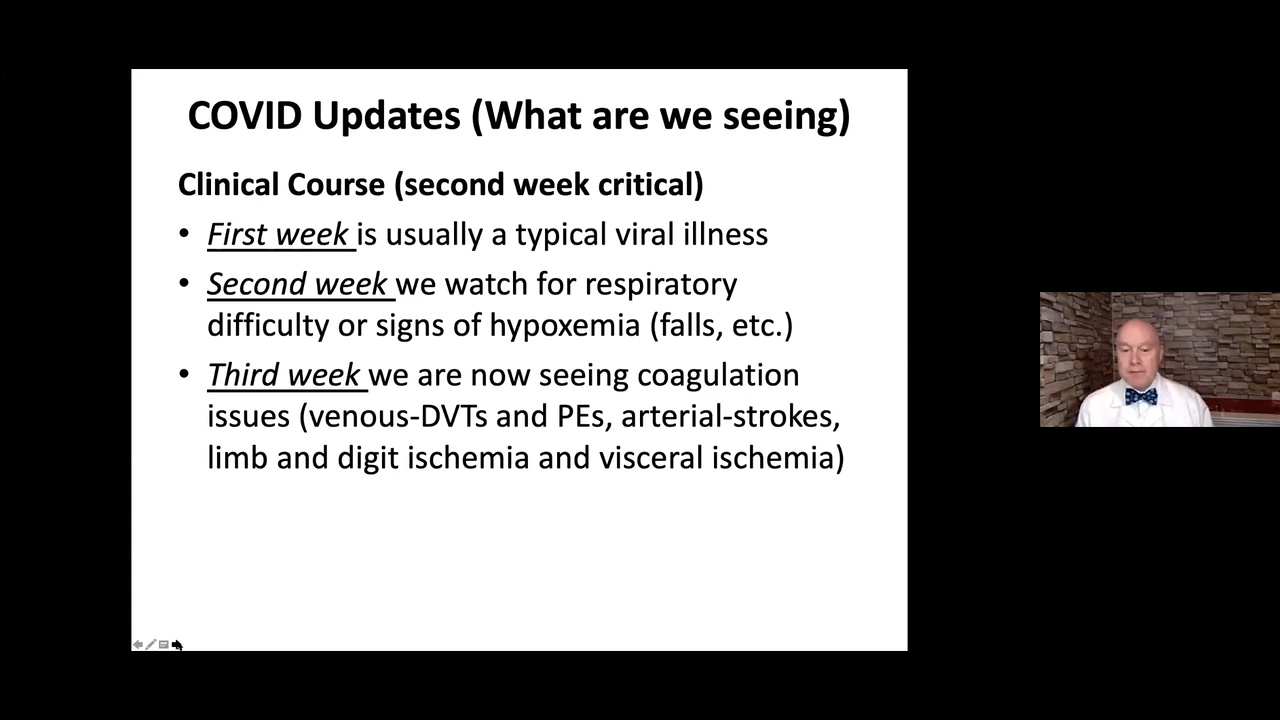 COVID Updates (What are we seeing)
Clinical Course (second week critical)
• First week is usually a typical viral illness
• Second week we watch for respiratory
difficulty or signs of hypoxemia (falls, etc.)
• Third week we are now seeing coagulation
issues (venous-DVTs and PEs, arterial-strokes,
limb and digit ischemia and visceral ischemia)